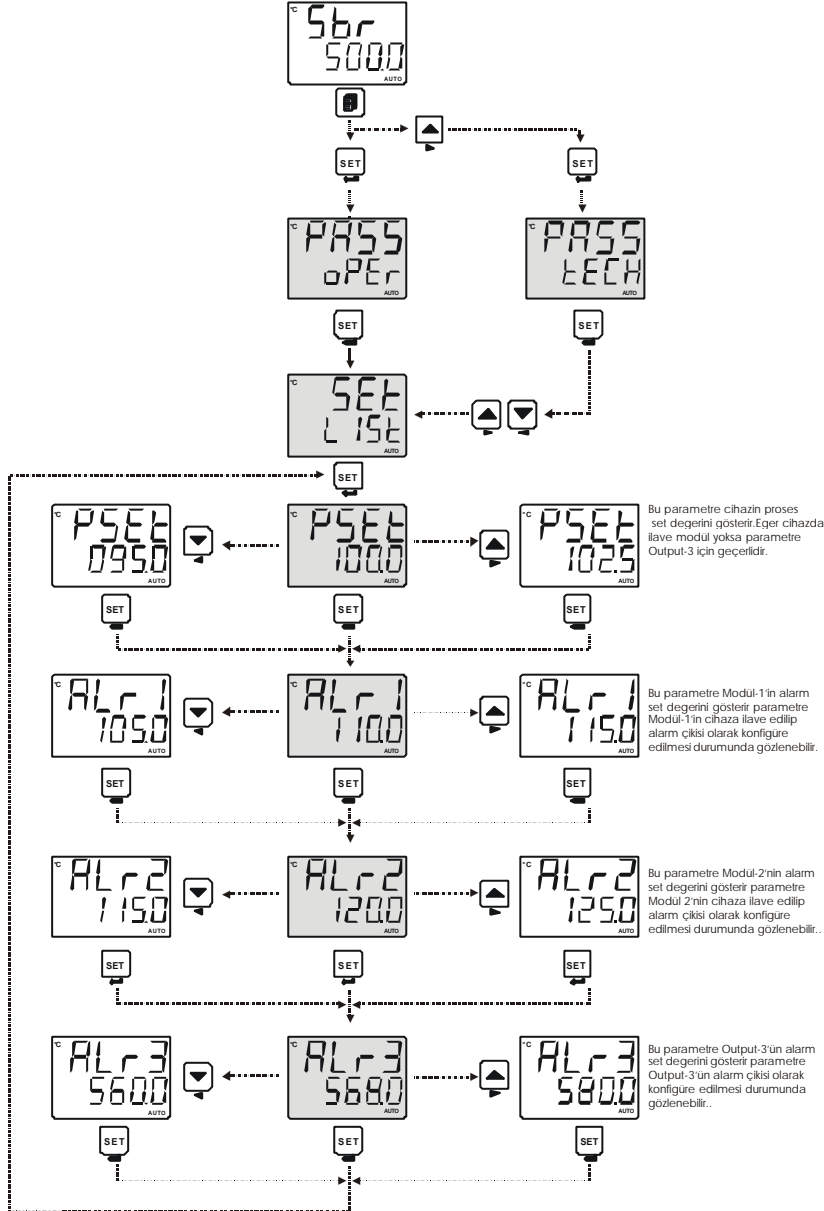 °C
Sbr
500.0
AUTO
SET
SET
°C
PASS
oPEr
AUTO
°C
PASS
tECH
AUTO
SET
SET
°C
SEt
LISt
AUTO
SET
°C
PSEt
095.0
AUTO
°C
PSEt
100.0
AUTO
°C
PSEt
102.5
AUTO
Bu parametre cihazin proses
set degerini gösterir.Eger cihazda
ilave modül yoksa parametre
Output-3 için geçerlidir.
SET
SET
SET
°C
ALr1
105.0
AUTO
°C
ALr1
110.0
AUTO
°C
ALr1
115.0
AUTO
Bu parametre Modül-1'in alarm
set degerini gösterir parametre
Modül-1'in cihaza ilave edilip
alarm çikisi olarak konfigüre
edilmesi durumunda gözlenebilir.
SET
SET
SET
°C
ALr2
115.0
AUTO
°C
ALr2
120.0
AUTO
°C
ALr2
125.0
AUTO
Bu parametre Modül-2'nin alarm
set degerini gösterir parametre
Modül 2'nin cihaza ilave edilip
alarm çikisi olarak konfigüre
edilmesi durumunda gözlenebilir..
SET
SET
SET
°C
ALr3
560.0
AUTO
°C
ALr3
568.0
AUTO
°C
ALr3
580.0
AUTO
Bu parametre Output-3'ün alarm
set degerini gösterir parametre
Output-3'ün alarm çikisi olarak
konfigüre edilmesi durumunda
gözlenebilir..
SET
SET
SET